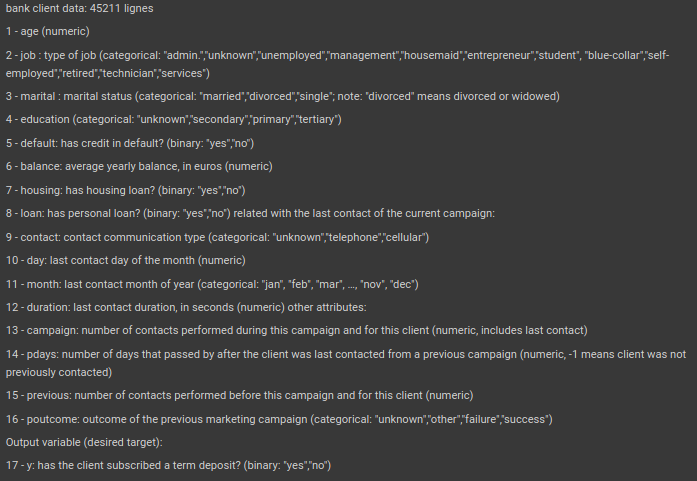 bank client data: 45211 lignes
1 - age (numeric)
2 - job : type of job (categorical: "admin.","unknown","unemployed","management","housemaid","entrepreneur","student", "blue-collar","self-
employed","retired","technician","services")
3 - marital : marital status (categorical: "married","divorced","single"; note: "divorced" means divorced or widowed)
4 - education (categorical: "unknown","secondary","primary","tertiary")
5 - default: has credit in default? (binary: "yes","no")
6 - balance: average yearly balance, in euros (numeric)
7 - housing: has housing loan? (binary: "yes","no")
8 - loan: has personal loan? (binary: "yes","no") related with the last contact of the current campaign:
9 - contact: contact communication type (categorical: "unknown","telephone","cellular")
10 - day: last contact day of the month (numeric)
11 - month: last contact month of year (categorical: "jan", "feb", "mar", ..., "nov", "dec")
12 - duration: last contact duration, in seconds (numeric) other attributes:
13 - campaign: number of contacts performed during this campaign and for this client (numeric, includes last contact)
14 - pdays: number of days that passed by after the client was last contacted from a previous campaign (numeric, -1 means client was not
previously contacted)
15 - previous: number of contacts performed before this campaign and for this client (numeric)
16 - poutcome: outcome of the previous marketing campaign (categorical: "unknown","other","failure","success")
Output variable (desired target):
17 - y: has the client subscribed a term deposit? (binary: "yes","no")